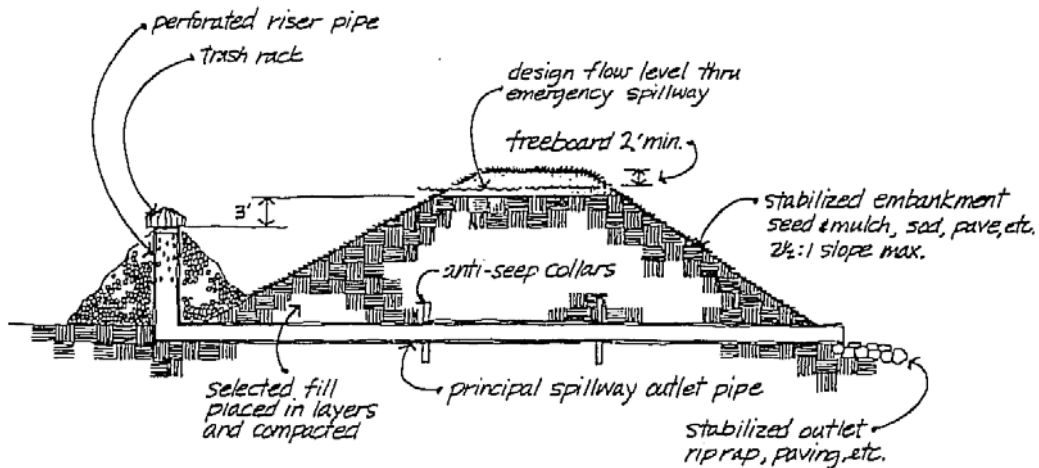 perforated riser pipe
trash rack
design flow level thru
emergency spillway
freeboard 2' min.
3'
stabilized embankment
seed & mulch, sod, pave, etc.
2½:1 slope max.
anti-seep collars
selected fill
placed in layers
and compacted
principal spillway outlet pipe
stabilized outlet
rip rap, paving, etc.